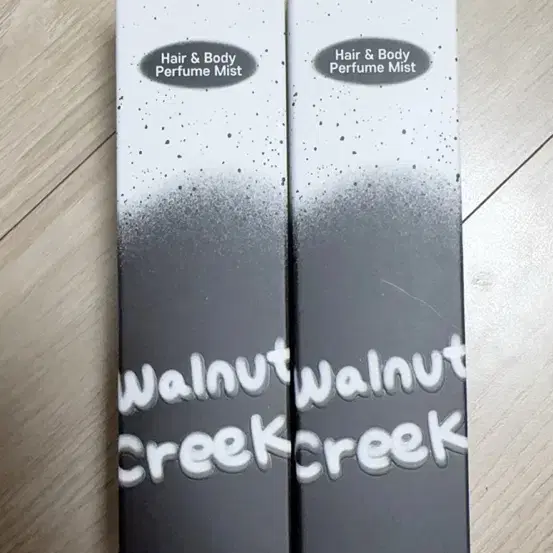 Hair & Body
Perfume Mist
Walnut
Creek
Hair & Body
Perfume Mist
Walnut
Creek